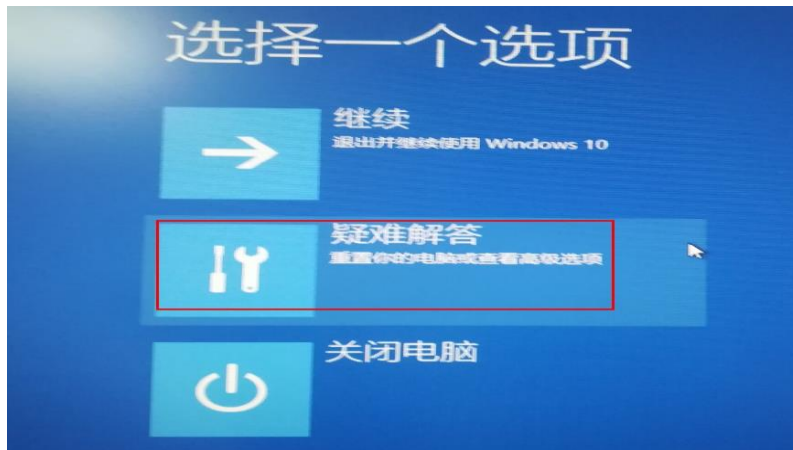 选择一个选项
继续
退出并继续使用 Windows 10
疑难解答
重置你的电脑或查看高级选项
关闭电脑